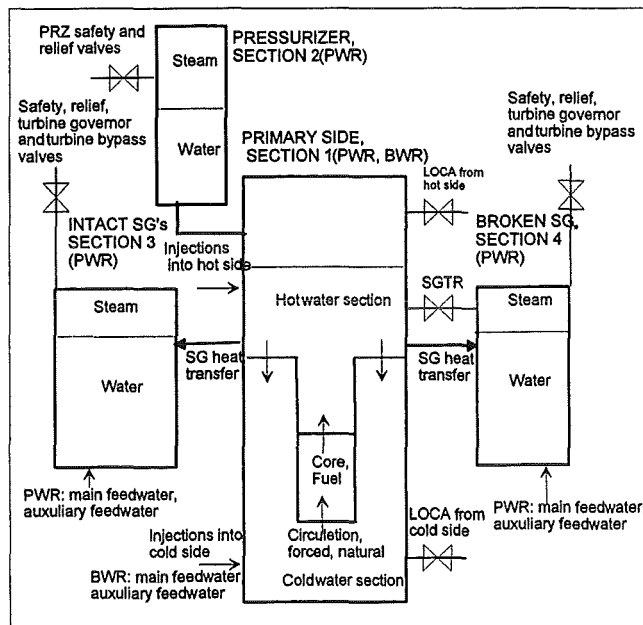 PRZ safety and
relief valves
Steam
Water
PRESSURIZER,
SECTION 2(PWR)
Safety, relief,
turbine governor
and turbine bypass
valves
Safety, relief,
turbine governor
and turbine bypass
valves
PRIMARY SIDE,
SECTION 1(PWR, BWR)
LOCA from
hot side
INTACT SG's
SECTION 3
(PWR)
Injections
into hot side
BROKEN SG,
SECTION 4
(PWR)
SGTR
Hotwater section
Steam
Water
SG heat
transfer
SG heat
transfer
Steam
Water
Core,
Fuel
PWR: main feedwater,
auxuliary feedwater
PWR: main feedwater
auxuliary feedwater
Injections into
cold side
BWR: main feedwater,
auxuliary feedwater
Circuletion,
forced, natural
LOCA from
cold side
Coldwater section